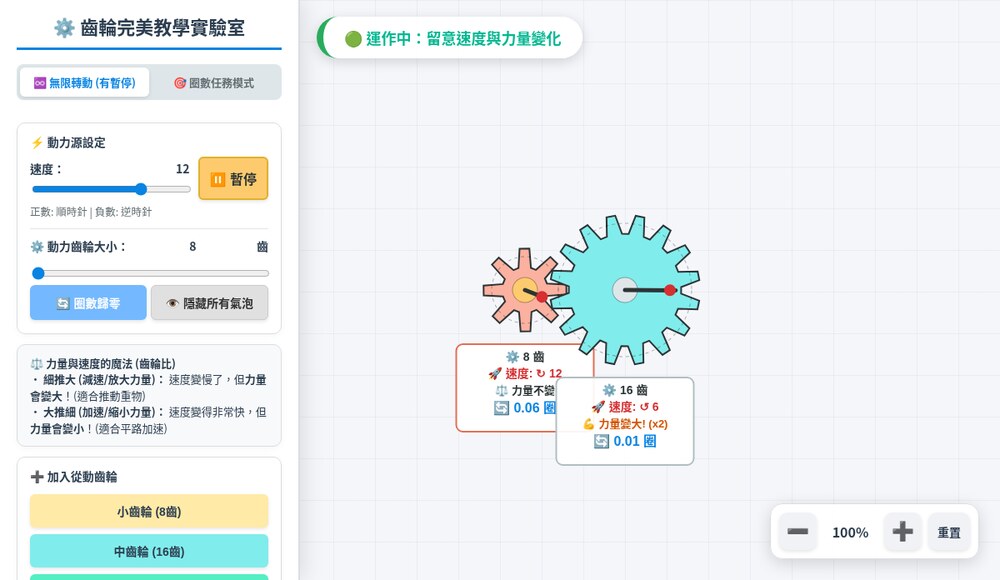 ⚙️ 齒輪完美教學實驗室
♾️ 無限轉動 (有暫停)
🎯 圈數任務模式
⚡ 動力源設定
速度：
12
⏸️ 暫停
正數: 順時針 | 負數: 逆時針
⚙️ 動力齒輪大小：
8
齒
🔄 圈數歸零
👁️ 隱藏所有氣泡
⚖️ 力量與速度的魔法 (齒輪比)
・ 細推大 (減速/放大力量)： 速度變慢了，但力量
會變大！(適合推動重物)
・ 大推細 (加速/縮小力量)： 速度變得非常快，但
力量會變小！(適合平路加速)
➕ 加入從動齒輪
小齒輪 (8齒)
中齒輪 (16齒)
🟢 運作中：留意速度與力量變化
⚙️ 8 齒
🚀 速度: ↻ 12
⚖️ 力量不變
🔄 0.06 圈
⚙️ 16 齒
🚀 速度: ↺ 6
💪 力量變大! (x2)
🔄 0.01 圈
➖
100%
➕
重置